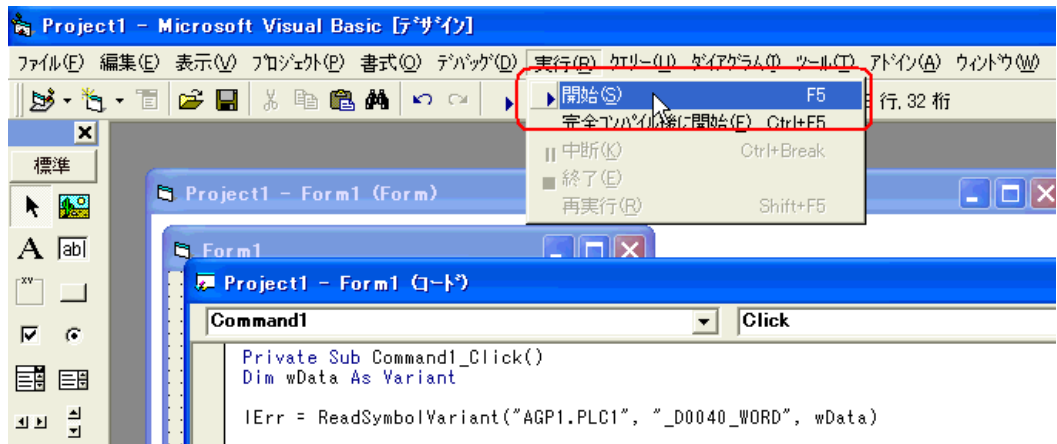 Project1 - Microsoft Visual Basic [ﾃﾞｻﾞｲﾝ]
ﾌｧｲﾙ(F) 編集(E) 表示(V) ﾌﾟﾛｼﾞｪｸﾄ(P) 書式(O) ﾃﾞﾊﾞｯｸﾞ(D) 実行(R) ｸｴﾘｰ(U) ﾀﾞｲｱｸﾞﾗﾑ(I) ﾂｰﾙ(T) ｱﾄﾞｲﾝ(A) ｳｨﾝﾄﾞｳ(W)
開始(S) F5
行, 32 桁
完全ｺﾝﾊﾟｲﾙ後に開始(F) Ctrl+F5
中断(K) Ctrl+Break
終了(E)
再実行(R) Shift+F5
標準
Project1 - Form1 (Form)
A ab
xv
Form1
Project1 - Form1 (ｺｰﾄﾞ)
Command1 Click
Private Sub Command1_Click()
Dim wData As Variant
lErr = ReadSymbolVariant("AGP1.PLC1", "_D0040_WORD", wData)